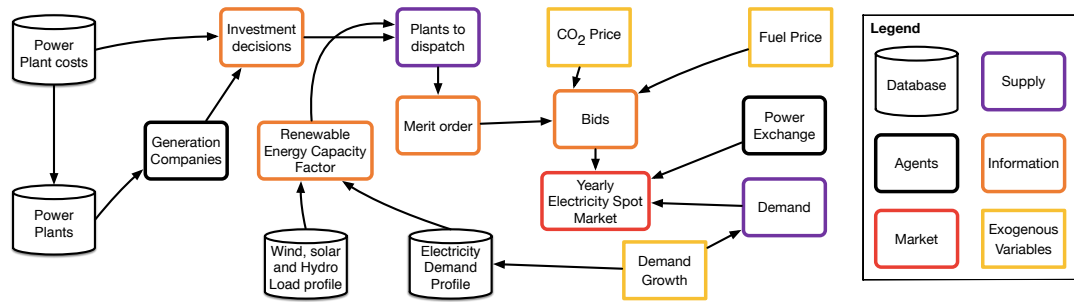 Power
Plant costs
Investment
decisions
Plants to
dispatch
CO2 Price
Fuel Price
Generation
Companies
Renewable
Energy Capacity
Factor
Merit order
Bids
Power
Exchange
Power
Plants
Yearly
Electricity Spot
Market
Demand
Wind, solar
and Hydro
Load profile
Electricity
Demand
Profile
Demand
Growth
Legend
Database
Supply
Agents
Information
Market
Exogenous
Variables